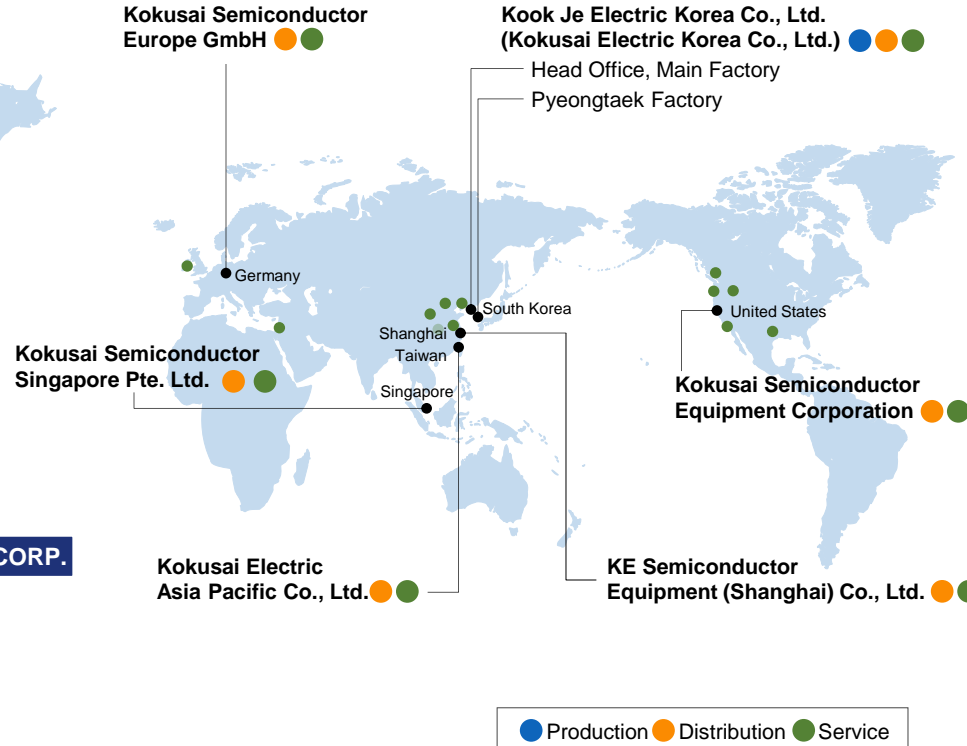 Kokusai Semiconductor
Europe GmbH
Kook Je Electric Korea Co., Ltd.
(Kokusai Electric Korea Co., Ltd.)
Head Office, Main Factory
Pyeongtaek Factory
Germany
South Korea
United States
Shanghai
Taiwan
Singapore
Kokusai Semiconductor
Singapore Pte. Ltd.
Kokusai Semiconductor
Equipment Corporation
CORP.
Kokusai Electric
Asia Pacific Co., Ltd.
KE Semiconductor
Equipment (Shanghai) Co., Ltd.
Production Distribution Service